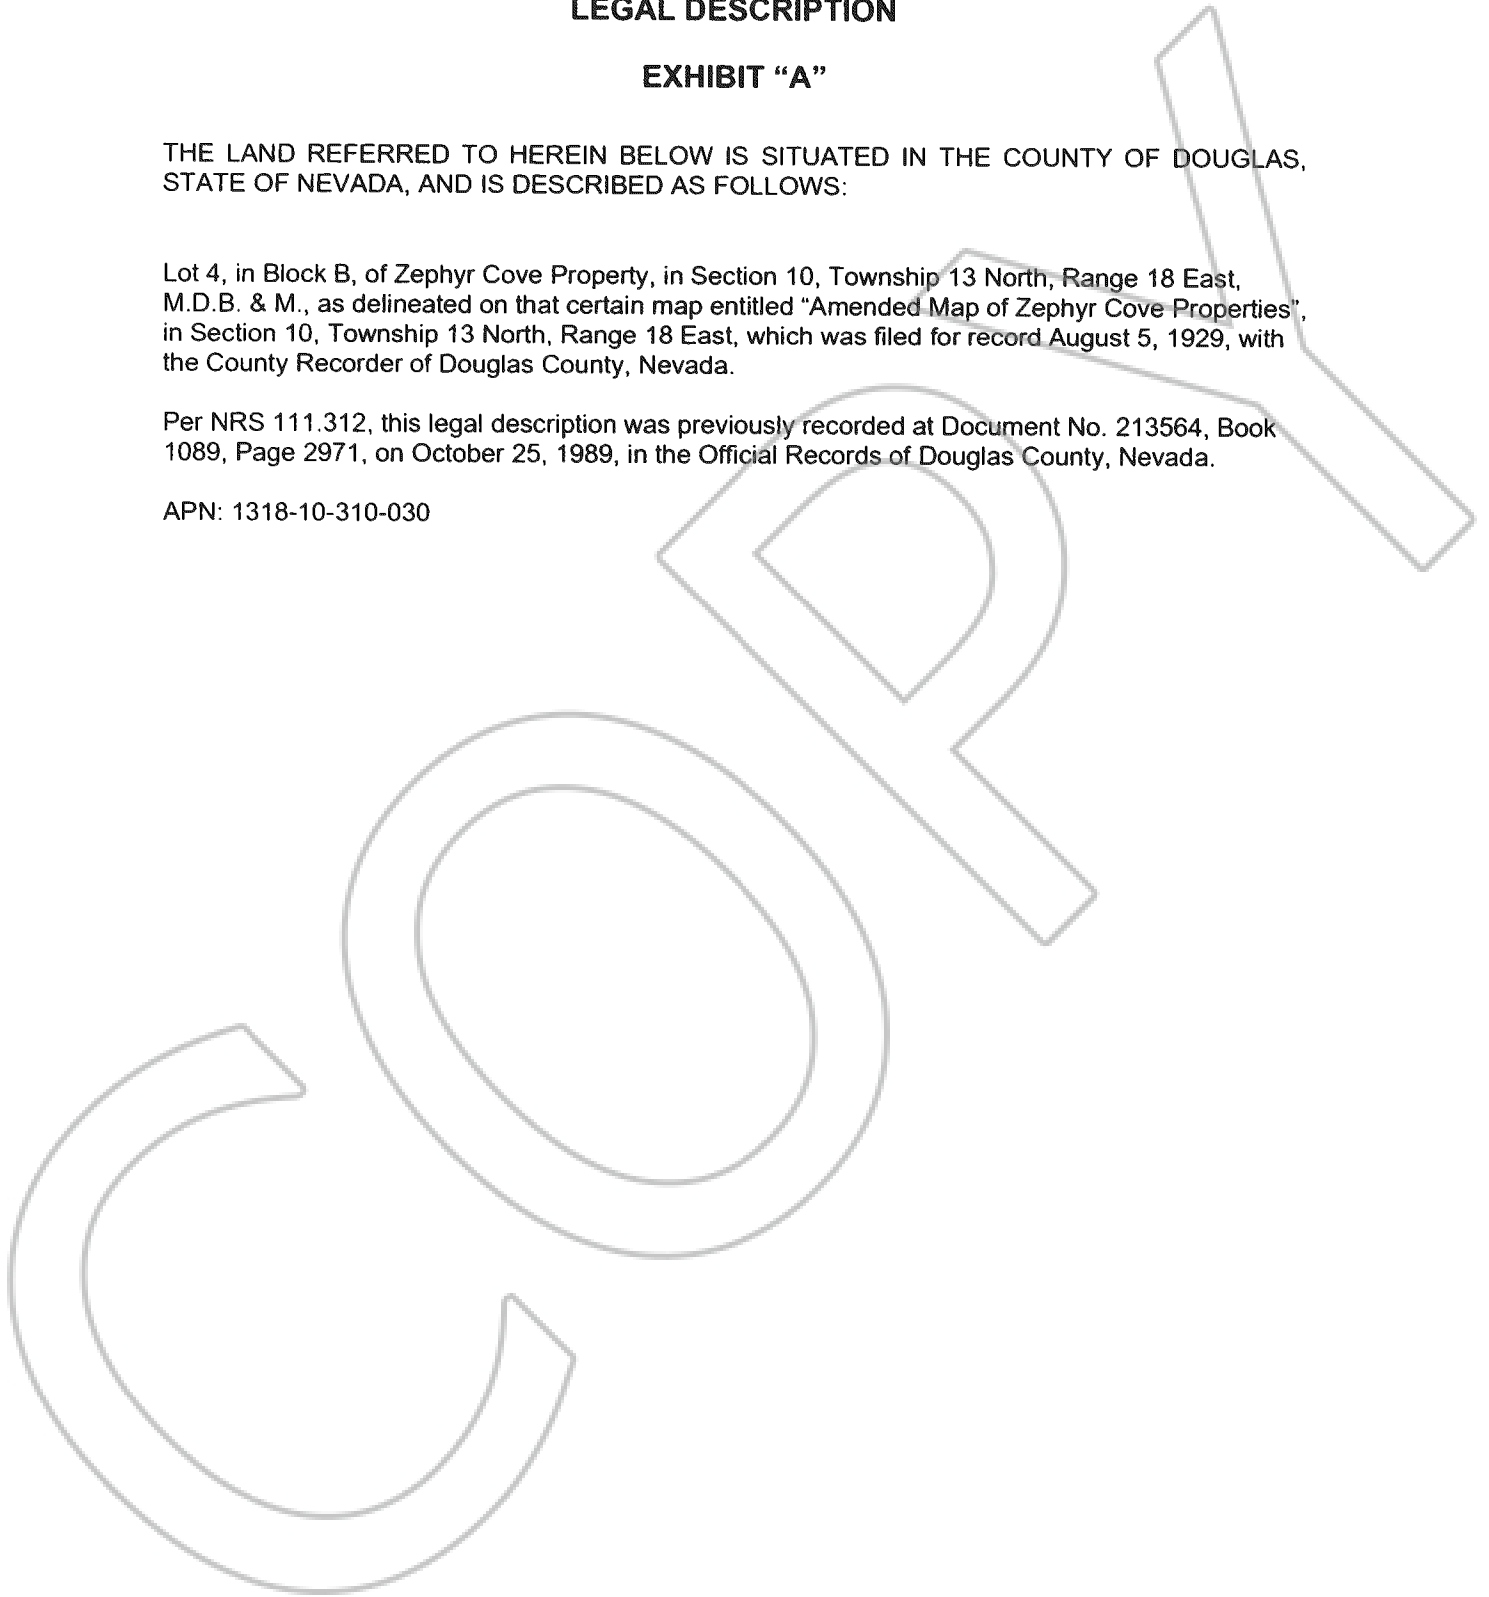 LEGAL DESCRIPTION
EXHIBIT “A”
THE LAND REFERRED TO HEREIN BELOW IS SITUATED IN THE COUNTY OF DOUGLAS,
STATE OF NEVADA, AND IS DESCRIBED AS FOLLOWS:
Lot 4, in Block B, of Zephyr Cove Property, in Section 10, Township 13 North, Range 18 East,
M.D.B. & M., as delineated on that certain map entitled “Amended Map of Zephyr Cove Properties”,
in Section 10, Township 13 North, Range 18 East, which was filed for record August 5, 1929, with
the County Recorder of Douglas County, Nevada.
Per NRS 111.312, this legal description was previously recorded at Document No. 213564, Book
1089, Page 2971, on October 25, 1989, in the Official Records of Douglas County, Nevada.
APN: 1318-10-310-030
COPY